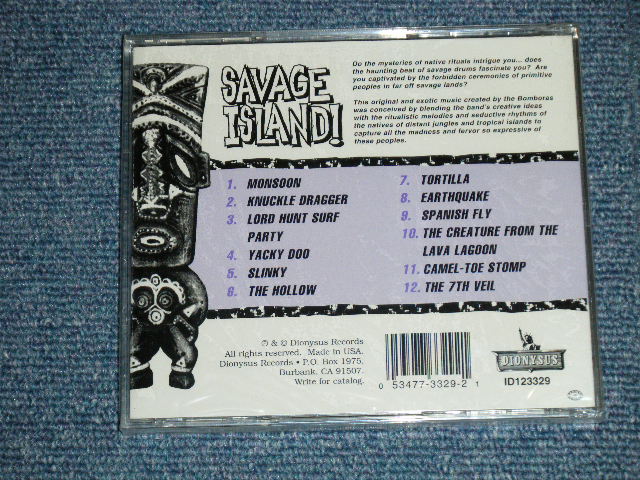 SAVAGE
ISLAND!
Do the mysteries of native rituals intrigue you... does
the haunting beat of savage drums fascinate you? Are
you captivated by the forbidden ceremonies of primitive
peoples in far off savage lands?
This original and exotic music created by the Bomboras
was conceived by blending the band's creative ideas
with the ritualistic melodies and seductive rhythms of
the natives of distant jungles and tropical islands to
capture all the madness and fervor so expressive of
these peoples.
1. MONSOON
2. KNUCKLE DRAGGER
3. LORD HUNT SURF
PARTY
4. YACKY DOO
5. SLINKY
6. THE HOLLOW
7. TORTILLA
8. EARTHQUAKE
9. SPANISH FLY
10. THE CREATURE FROM THE
LAVA LAGOON
11. CAMEL-TOE STOMP
12. THE 7TH VEIL
℗ & © Dionysus Records
All rights reserved. Made in USA.
Dionysus Records • P.O. Box 1975,
Burbank, CA 91507.
Write for catalog.
0 53477-3329-2 1
DIONYSUS
ID123329